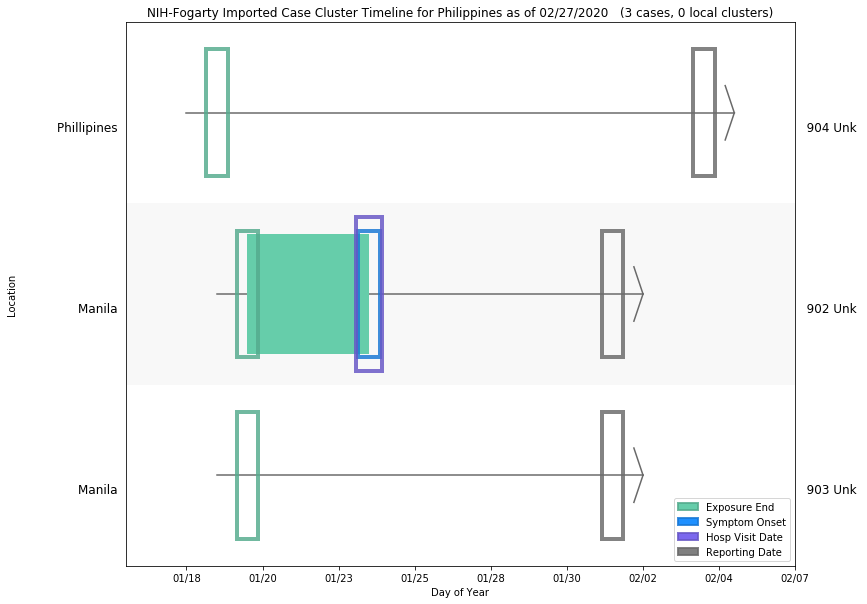 NIH-Fogarty Imported Case Cluster Timeline for Philippines as of 02/27/2020 (3 cases, 0 local clusters)
Phillipines
904 Unk
Manila
902 Unk
Location
Manila
903 Unk
Exposure End
Symptom Onset
Hosp Visit Date
Reporting Date
01/18 01/20 01/23 01/25 01/28 01/30 02/02 02/04 02/07
Day of Year